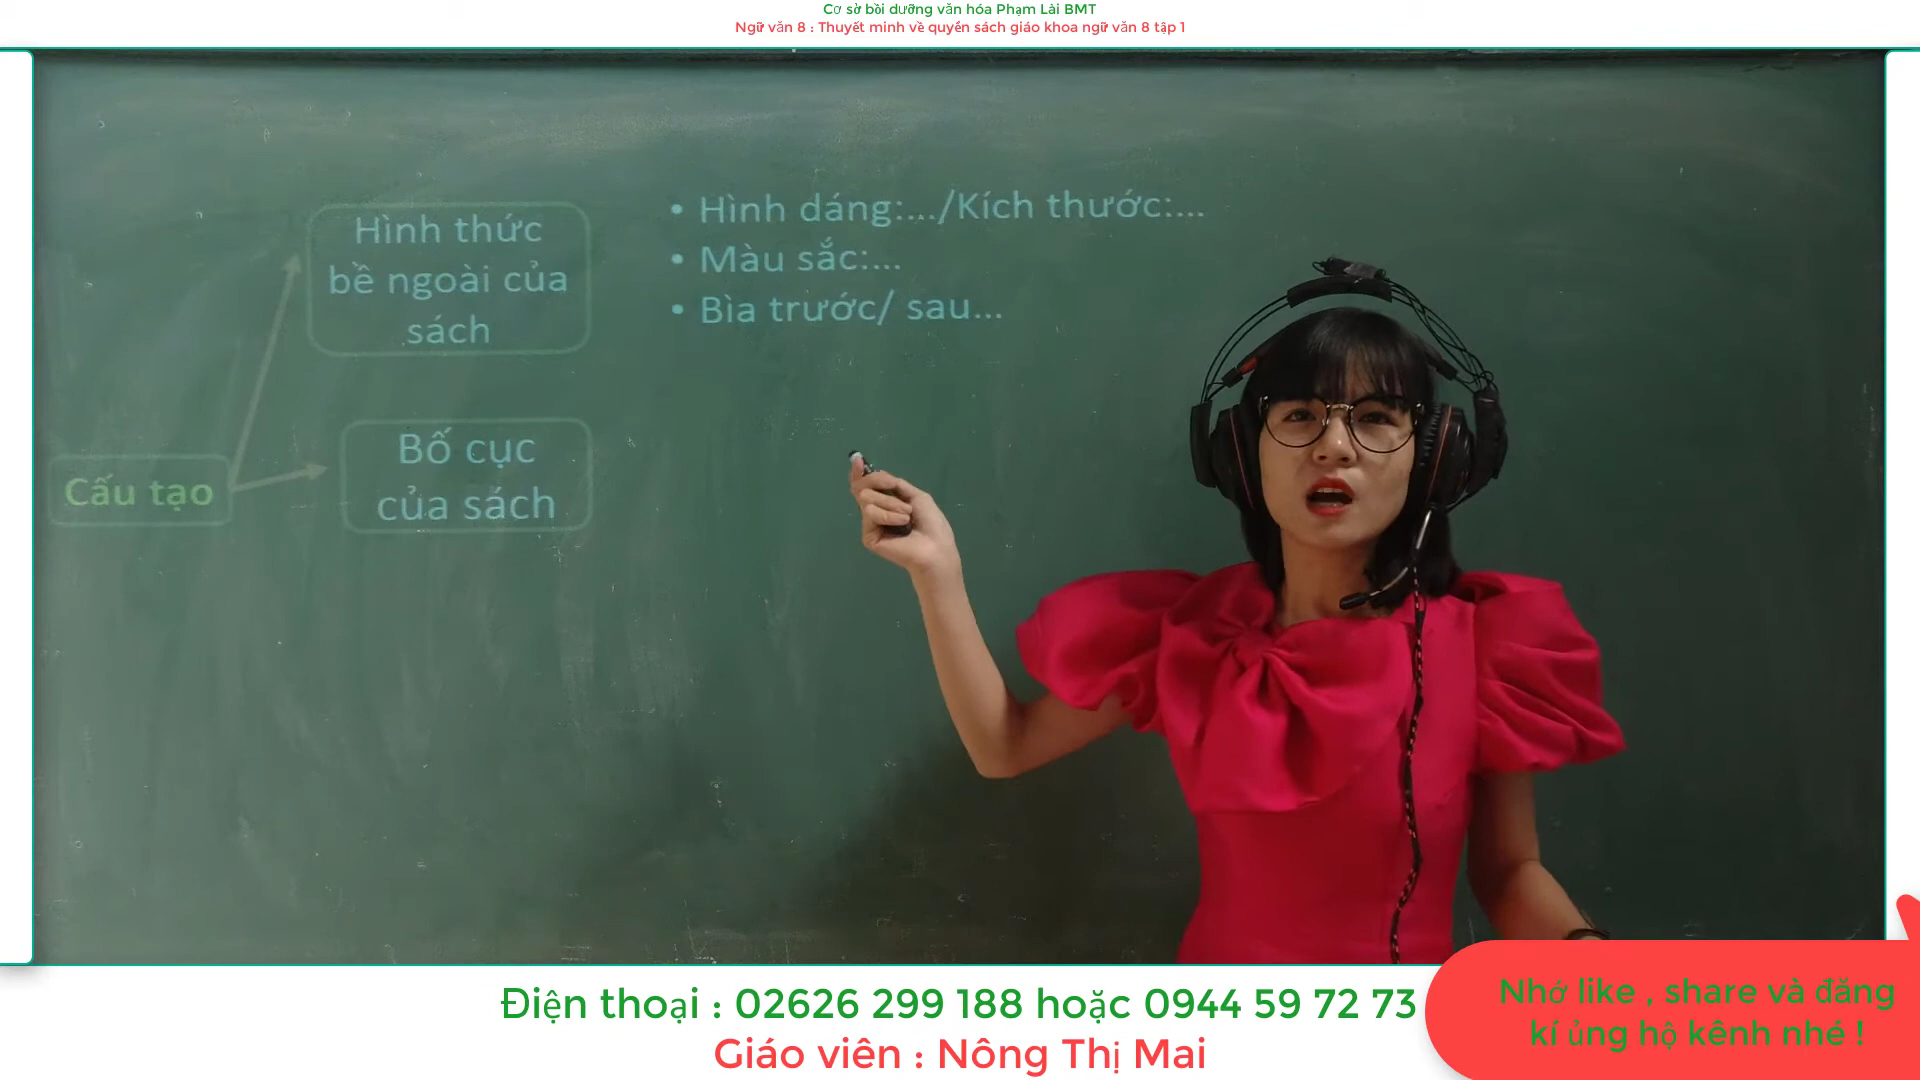 Cơ sở bồi dưỡng văn hóa Phạm Lài BMT
Ngữ văn 8 : Thuyết minh về quyển sách giáo khoa ngữ văn 8 tập 1
Hình thức
bề ngoài của
sách
• Hình dáng:.../Kích thước:...
• Màu sắc:...
• Bìa trước/ sau...
Cấu tạo
Bố cục
của sách
Điện thoại : 02626 299 188 hoặc 0944 59 72 73
Giáo viên : Nông Thị Mai
Nhớ like , share và đăng
kí ủng hộ kênh nhé !